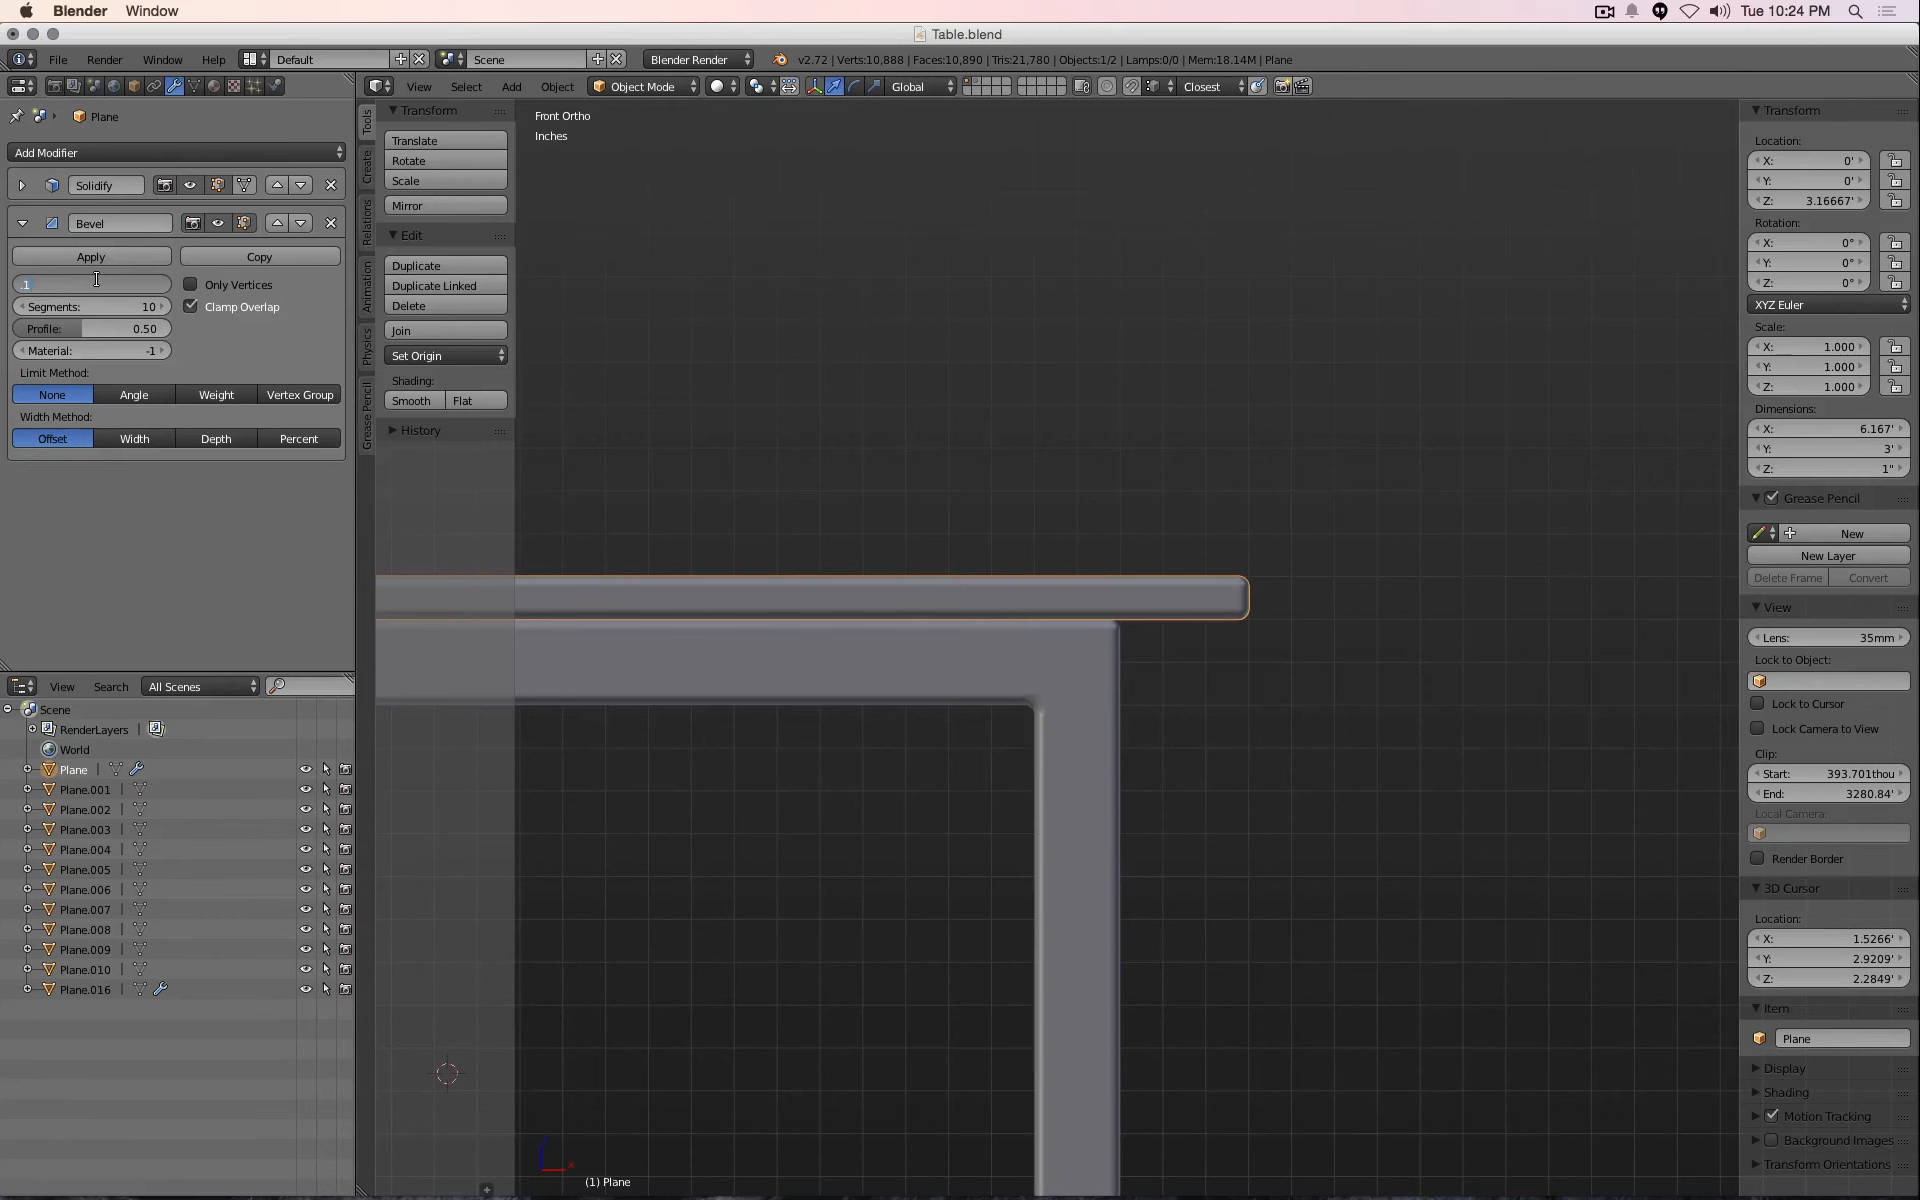 Blender Window Tue 10:24 PM
Table.blend
File Render Window Help Default Scene Blender Render v2.72 | Verts:10,888 | Faces:10,890 | Tris:21,780 | Objects:1/2 | Lamps:0/0 | Mem:18.14M | Plane
View Select Add Object Object Mode Global Closest
Plane
Add Modifier
Solidify
Bevel
Apply Copy
.1 Only Vertices
Segments: 10 Clamp Overlap
Profile: 0.50
Material: -1
Limit Method:
None Angle Weight Vertex Group
Width Method:
Offset Width Depth Percent
View Search All Scenes
Scene
RenderLayers |
World
Plane |
Plane.001 |
Plane.002 |
Plane.003 |
Plane.004 |
Plane.005 |
Plane.006 |
Plane.007 |
Plane.008 |
Plane.009 |
Plane.010 |
Plane.016 |
Tools
Create
Relations
Animation
Physics
Grease Pencil
Transform
Translate
Rotate
Scale
Mirror
Edit
Duplicate
Duplicate Linked
Delete
Join
Set Origin
Shading:
Smooth Flat
History
Front Ortho
Inches
(1) Plane
Transform
Location:
X: 0'
Y: 0'
Z: 3.16667'
Rotation:
X: 0°
Y: 0°
Z: 0°
XYZ Euler
Scale:
X: 1.000
Y: 1.000
Z: 1.000
Dimensions:
X: 6.167'
Y: 3'
Z: 1"
Grease Pencil
New
New Layer
Delete Frame Convert
View
Lens: 35mm
Lock to Object:
Lock to Cursor
Lock Camera to View
Clip:
Start: 393.701thou
End: 3280.84'
Local Camera:
Render Border
3D Cursor
Location:
X: 1.5266'
Y: 2.9209'
Z: 2.2849'
Item
Plane
Display
Shading
Motion Tracking
Background Images
Transform Orientations